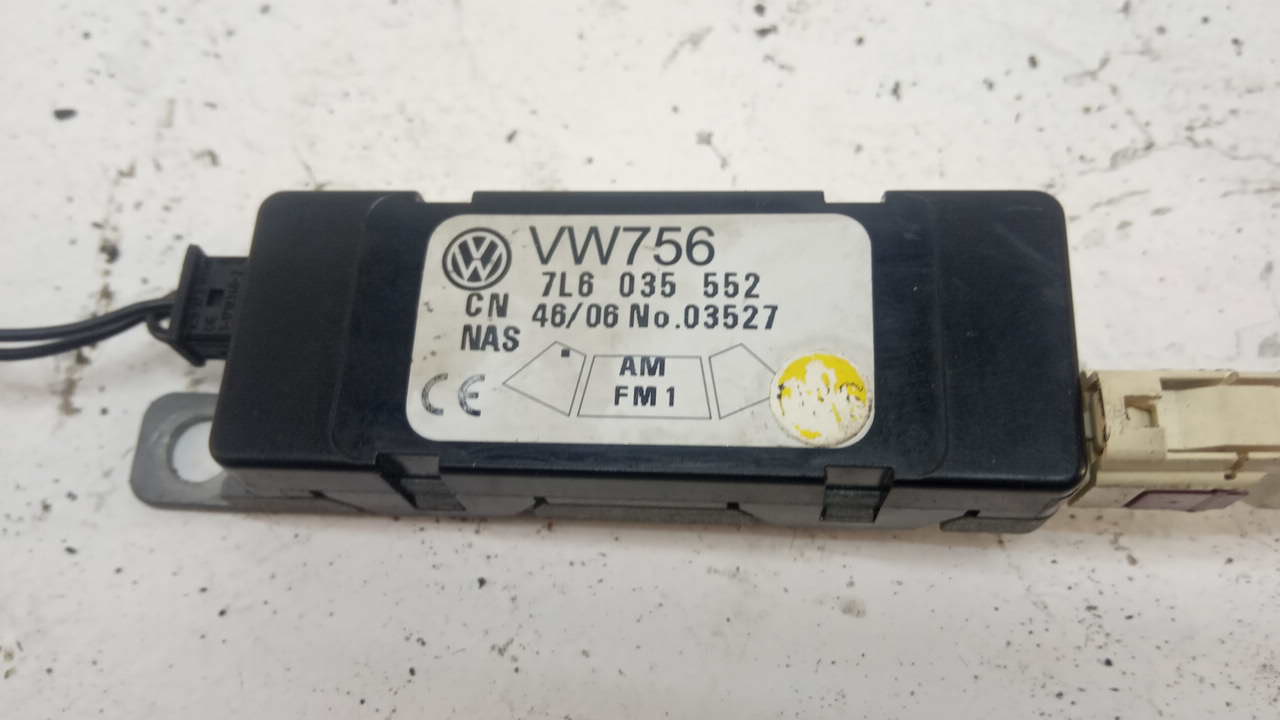 VW756
7L6 035 552
CN 46/06 No.03527
NAS
AM
FM1
CE